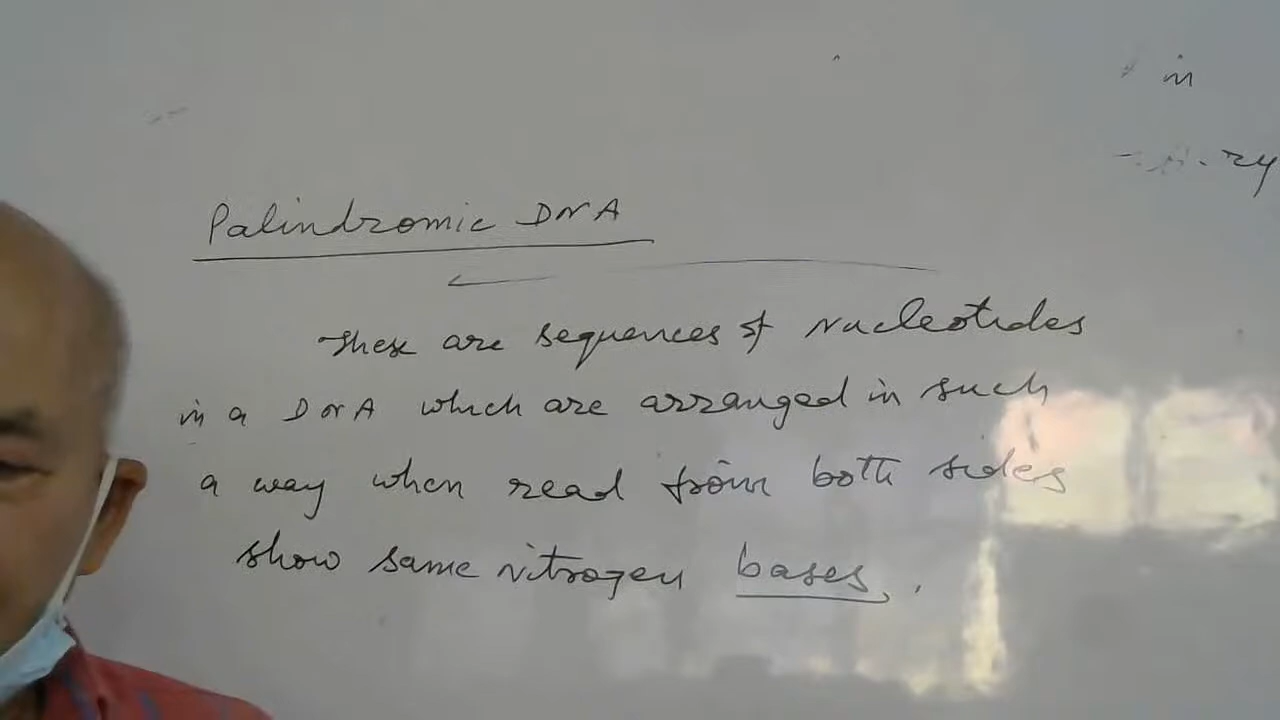 in
Palindromic DNA
These are sequences of Nucleotides
in a DNA which are arranged in such
a way when read from both sides
show same nitrogen bases.